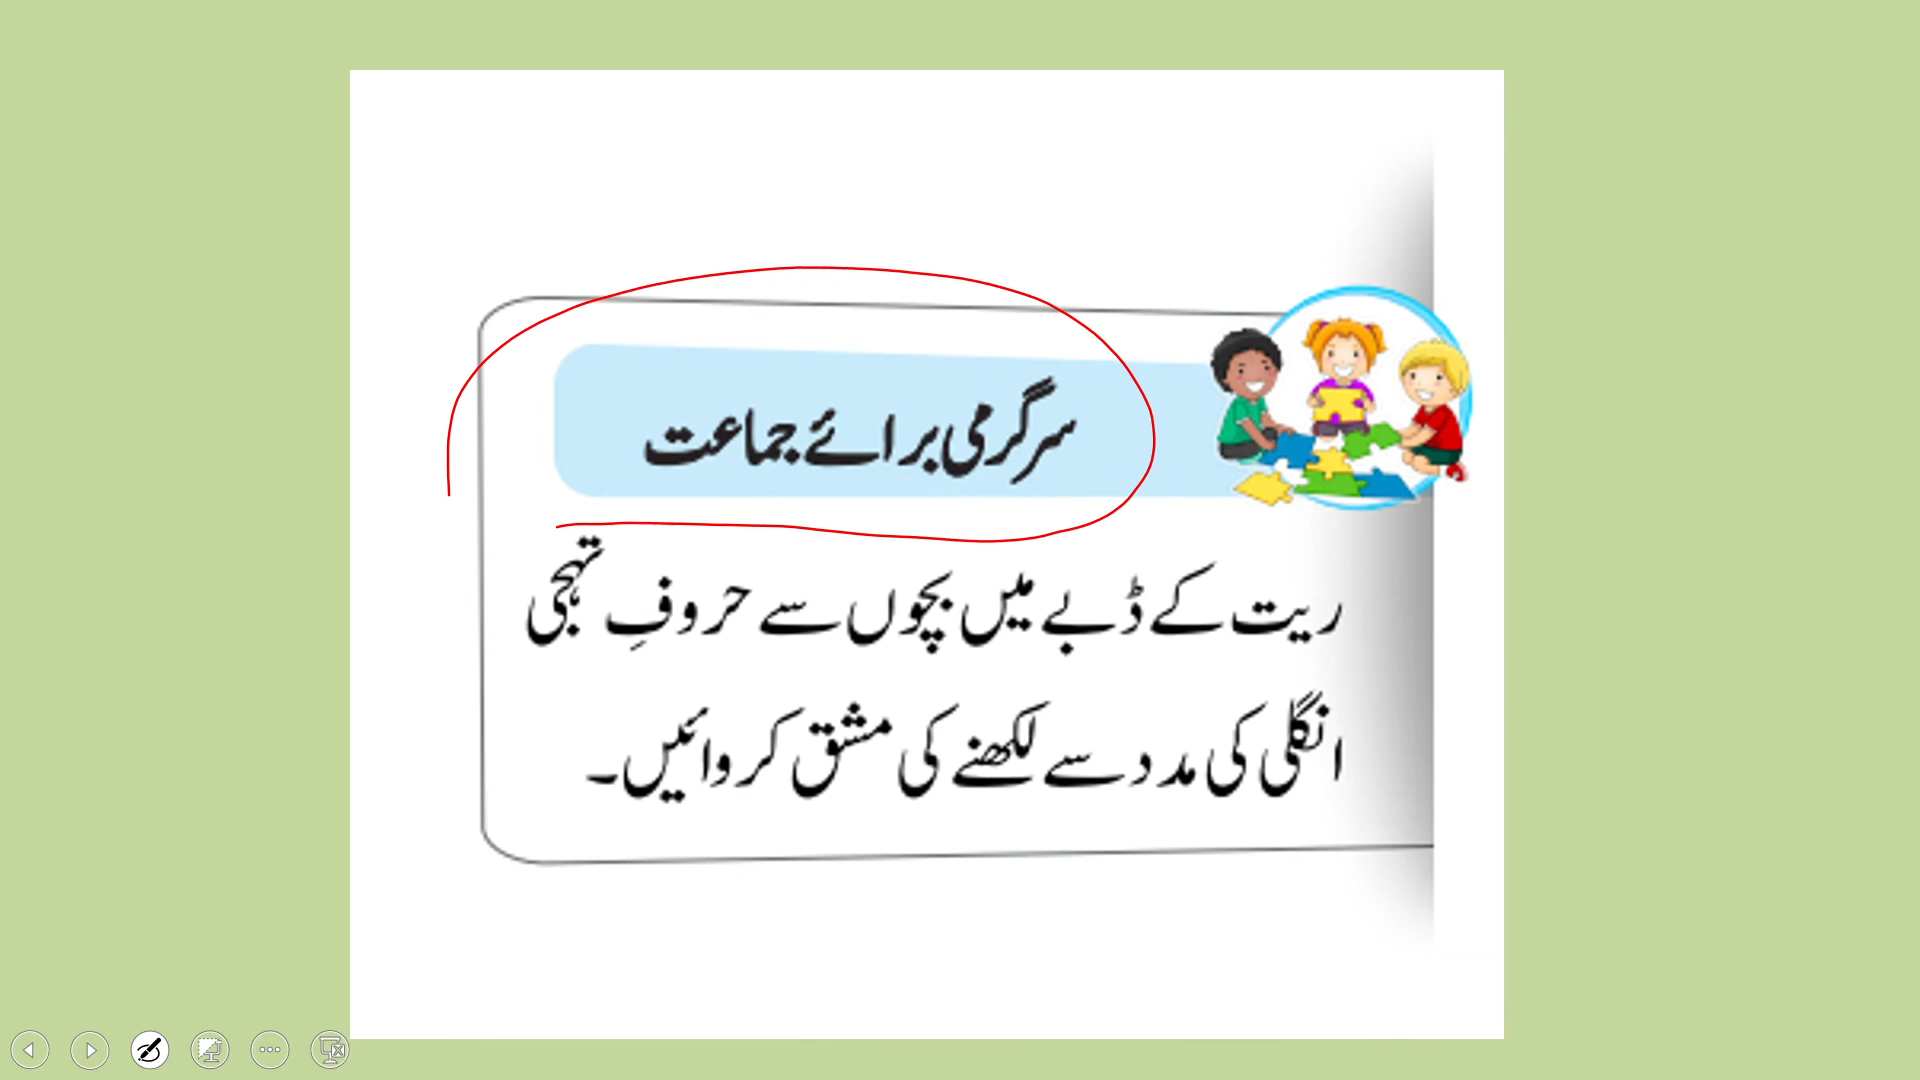 سرگرمی برائے جماعت
ریت کے ڈبے میں بچوں سے حروفِ تہجی
انگلی کی مدد سے لکھنے کی مشق کروائیں۔